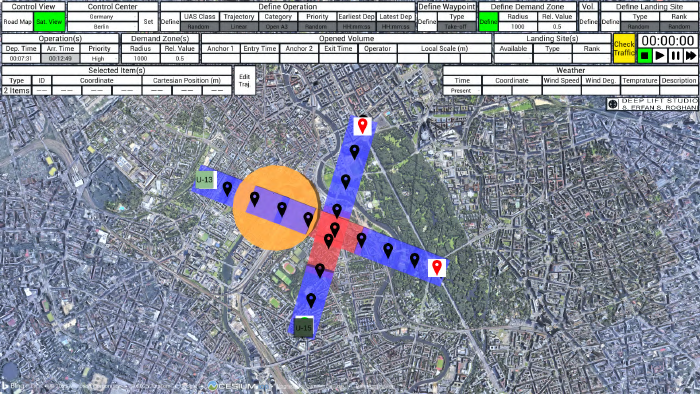 Control View
Control Center
Define Operation
Define Waypoint
Define Demand Zone
Vol.
Define Landing Site
Road Map
Sat. View
Germany
Berlin
Set
Define
UAS Class
Random
Trajectory
Linear
Category
Open A3
Priority
Random
Earliest Dep
HH:mm:ss
Latest Dep
HH:mm:ss
Define
Type
Take-off
Define
Radius
1000
Rel. Value
0.5
Define
Define
Type
Random
Rank
Random
Operation(s)
Demand Zone(s)
Opened Volume
Landing Site(s)
Check Traffic
00:00:00
Dep. Time
Arr. Time
Priority
Radius
Rel. Value
Anchor 1
Entry Time
Anchor 2
Exit Time
Operator
Local Scale (m)
Available
Type
Rank
00:07:31
00:12:49
High
1000
0.5
Selected Item(s)
Edit Traj.
Weather
Type
ID
Coordinate
Cartesian Position (m)
Time
Coordinate
Wind Speed
Wind Deg.
Temprature
Description
2 Items
Present
DEEP LIFT STUDIO
S. ERFAN S. ROGHANI
U-13
U-15
CESIUM